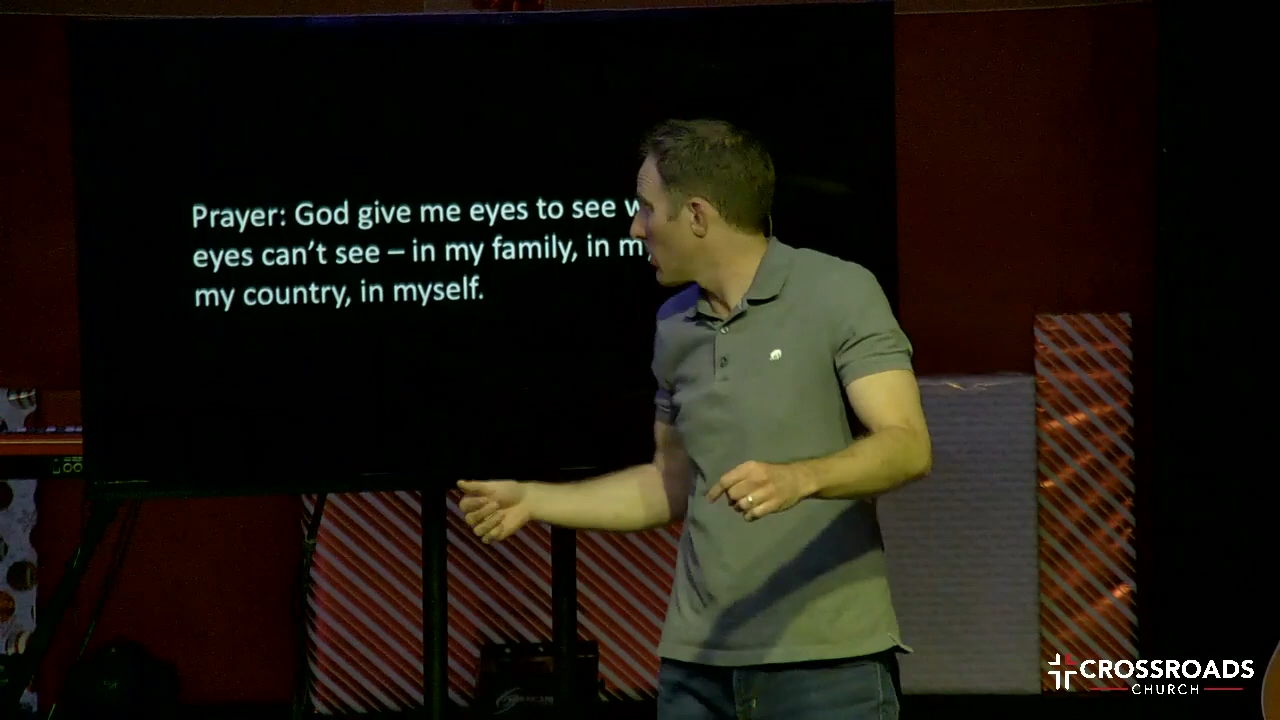 Prayer: God give me eyes to see
eyes can't see – in my family, in
my country, in myself.
CROSSROADS
CHURCH